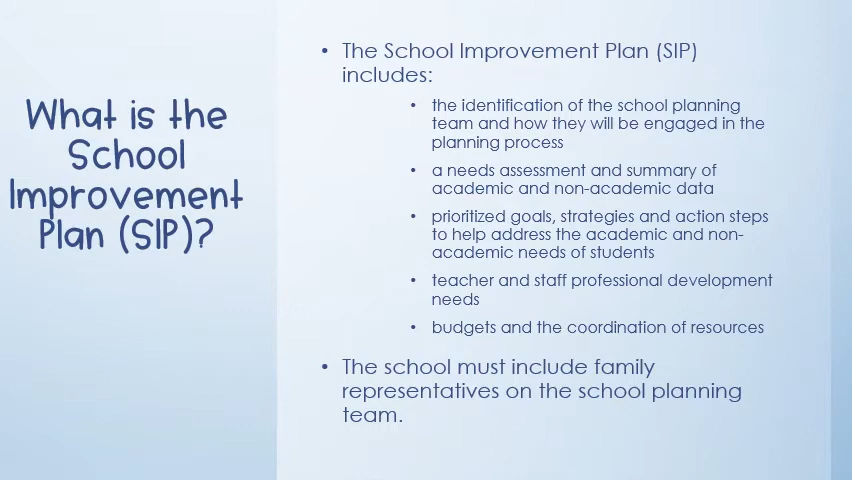 What is the
School
Improvement
Plan (SIP)?
• The School Improvement Plan (SIP)
includes:
• the identification of the school planning
team and how they will be engaged in the
planning process
• a needs assessment and summary of
academic and non-academic data
• prioritized goals, strategies and action steps
to help address the academic and non-
academic needs of students
• teacher and staff professional development
needs
• budgets and the coordination of resources
• The school must include family
representatives on the school planning
team.